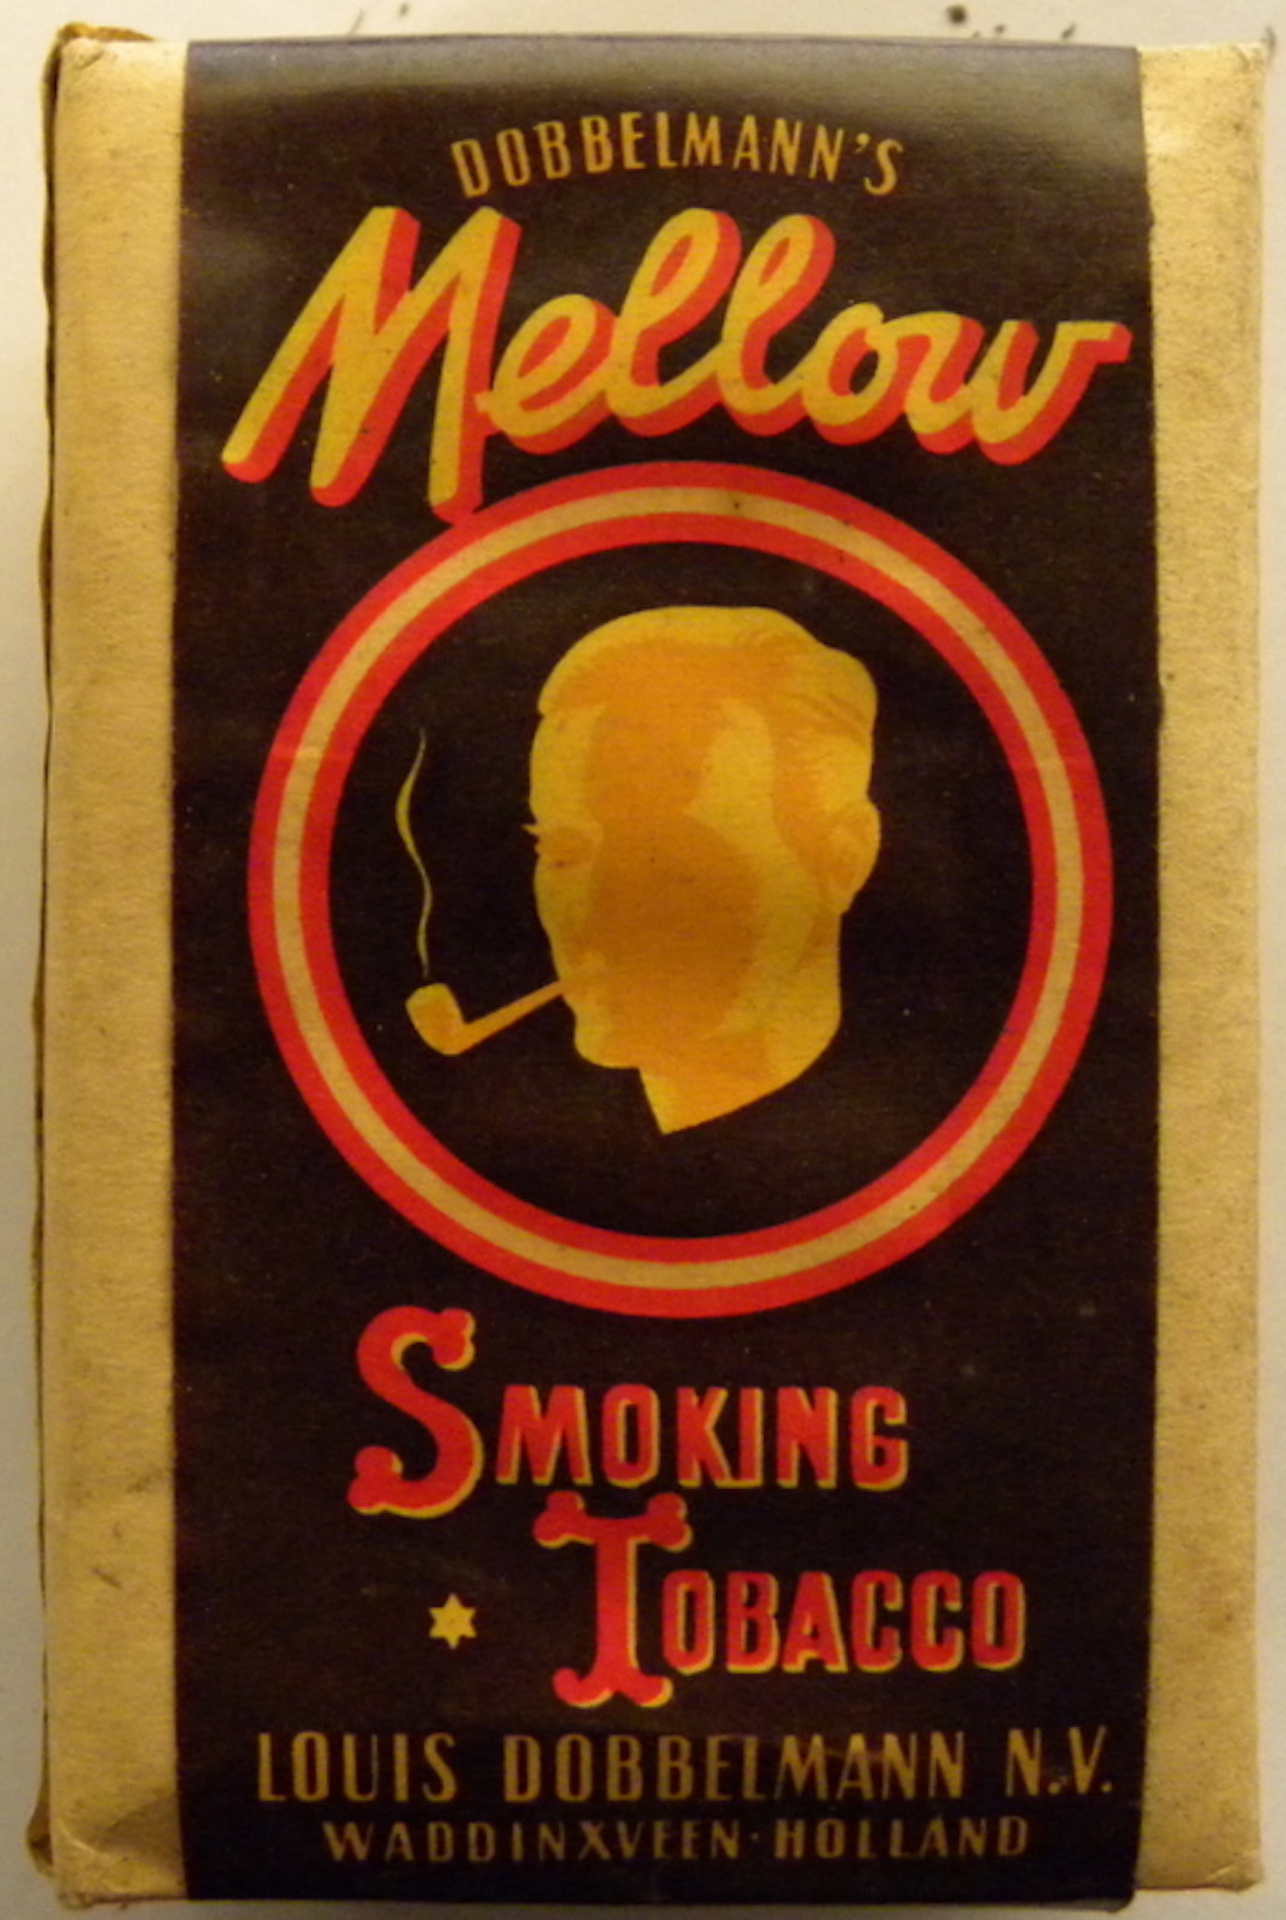 DOBBELMANN'S
Mellow
SMOKING
TOBACCO
LOUIS DOBBELMANN N.V.
WADDINXVEEN·HOLLAND